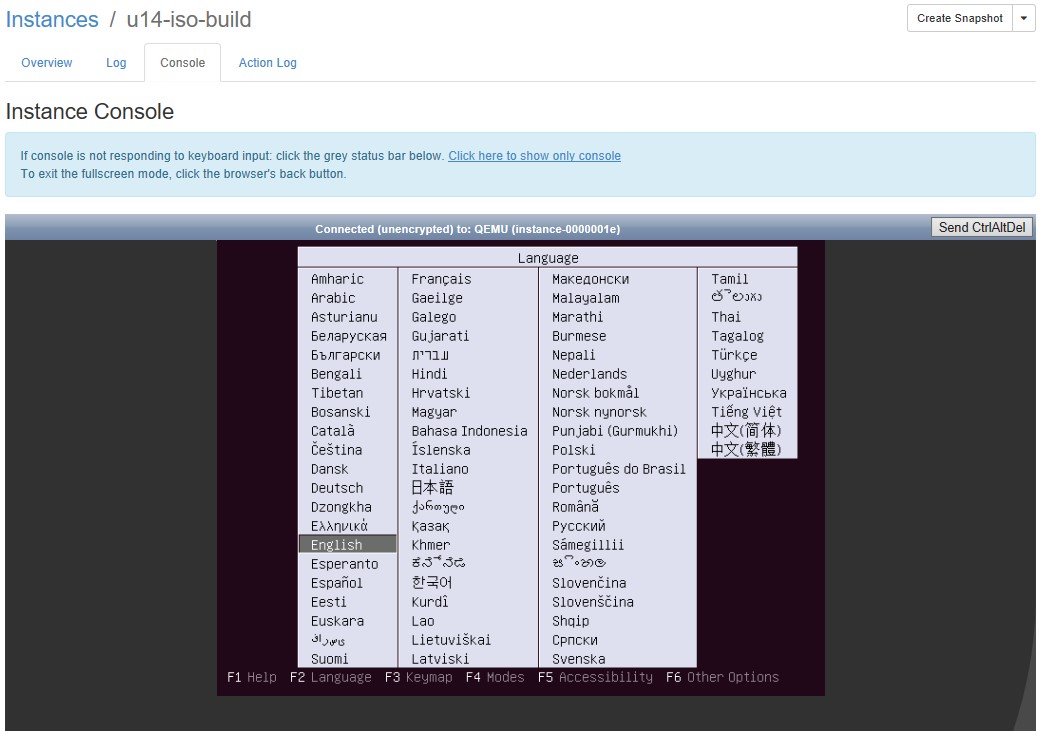 Instances / u14-iso-build
Create Snapshot
Overview Log Console Action Log
Instance Console
If console is not responding to keyboard input: click the grey status bar below. Click here to show only console
To exit the fullscreen mode, click the browser's back button.
Connected (unencrypted) to: QEMU (instance-0000001e)
Send CtrlAltDel
Language
Amharic
Arabic
Asturianu
Беларуская
Български
Bengali
Tibetan
Bosanski
Català
Čeština
Dansk
Deutsch
Dzongkha
Ελληνικά
English
Esperanto
Español
Eesti
Euskara
Suomi
Français
Gaeilge
Galego
Gujarati
עברית
Hindi
Hrvatski
Magyar
Bahasa Indonesia
Íslenska
Italiano
日本語
ქართული
Қазақ
Khmer
한국어
Kurdî
Lao
Lietuviškai
Latviski
Македонски
Malayalam
Marathi
Burmese
Nepali
Nederlands
Norsk bokmål
Norsk nynorsk
Punjabi (Gurmukhi)
Polski
Português do Brasil
Português
Română
Русский
Sámegillii
Slovenčina
Slovenščina
Shqip
Српски
Svenska
Tamil
Thai
Tagalog
Türkçe
Uyghur
Українська
Tiếng Việt
中文(简体)
中文(繁體)
F1 Help F2 Language F3 Keymap F4 Modes F5 Accessibility F6 Other Options